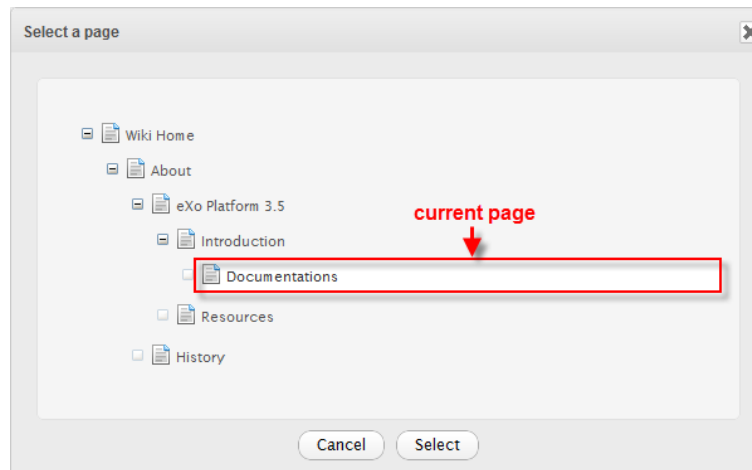 Select a page
Wiki Home
About
eXo Platform 3.5
current page
Introduction
Documentations
Resources
History
Cancel Select